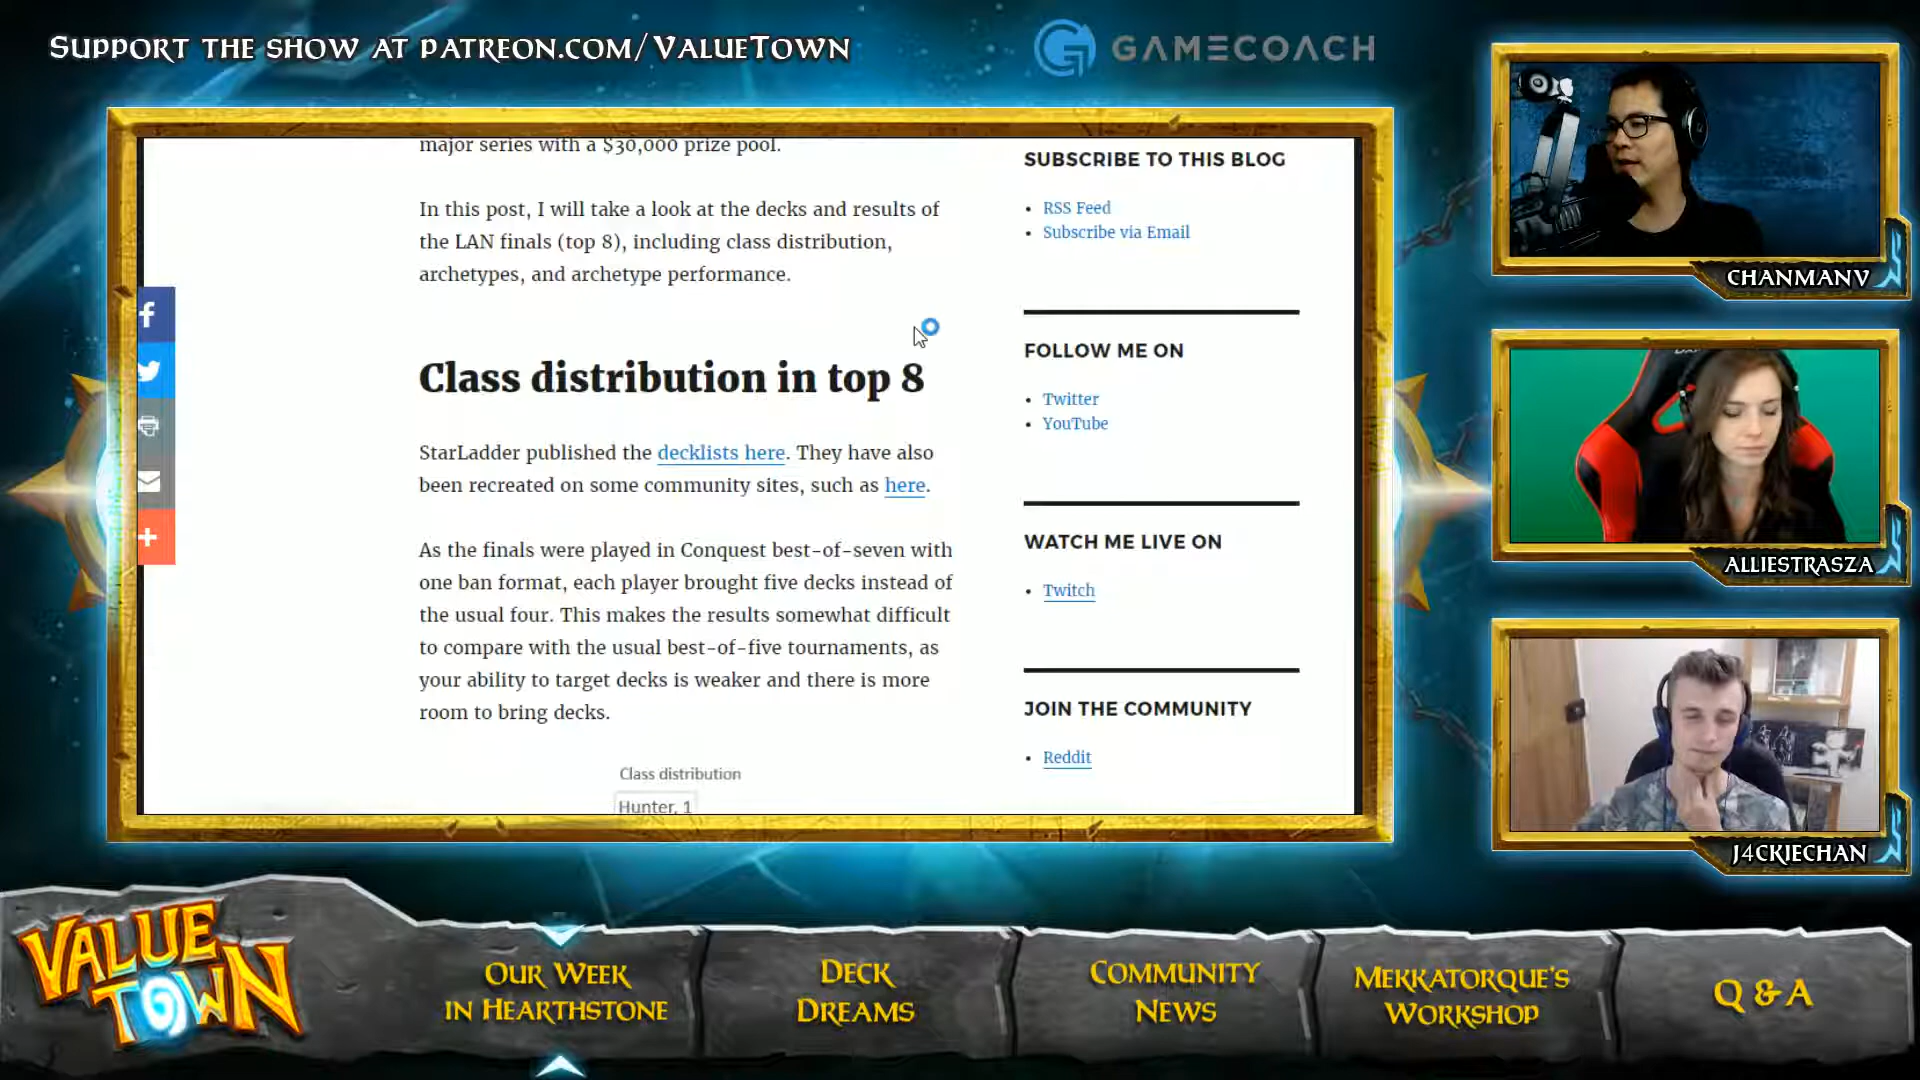 SUPPORT THE SHOW AT PATREON.COM/VALUETOWN
GAMECOACH
major series with a $30,000 prize pool.
In this post, I will take a look at the decks and results of
the LAN finals (top 8), including class distribution,
archetypes, and archetype performance.
Class distribution in top 8
StarLadder published the decklists here. They have also
been recreated on some community sites, such as here.
As the finals were played in Conquest best-of-seven with
one ban format, each player brought five decks instead of
the usual four. This makes the results somewhat difficult
to compare with the usual best-of-five tournaments, as
your ability to target decks is weaker and there is more
room to bring decks.
Class distribution
Hunter, 1
SUBSCRIBE TO THIS BLOG
RSS Feed
Subscribe via Email
FOLLOW ME ON
Twitter
YouTube
WATCH ME LIVE ON
Twitch
JOIN THE COMMUNITY
Reddit
CHANMANV
ALLIESTRASZA
J4CKIECHAN
VALUE
TOWN
OUR WEEK
IN HEARTHSTONE
DECK
DREAMS
COMMUNITY
NEWS
MEKKATORQUE'S
WORKSHOP
Q & A